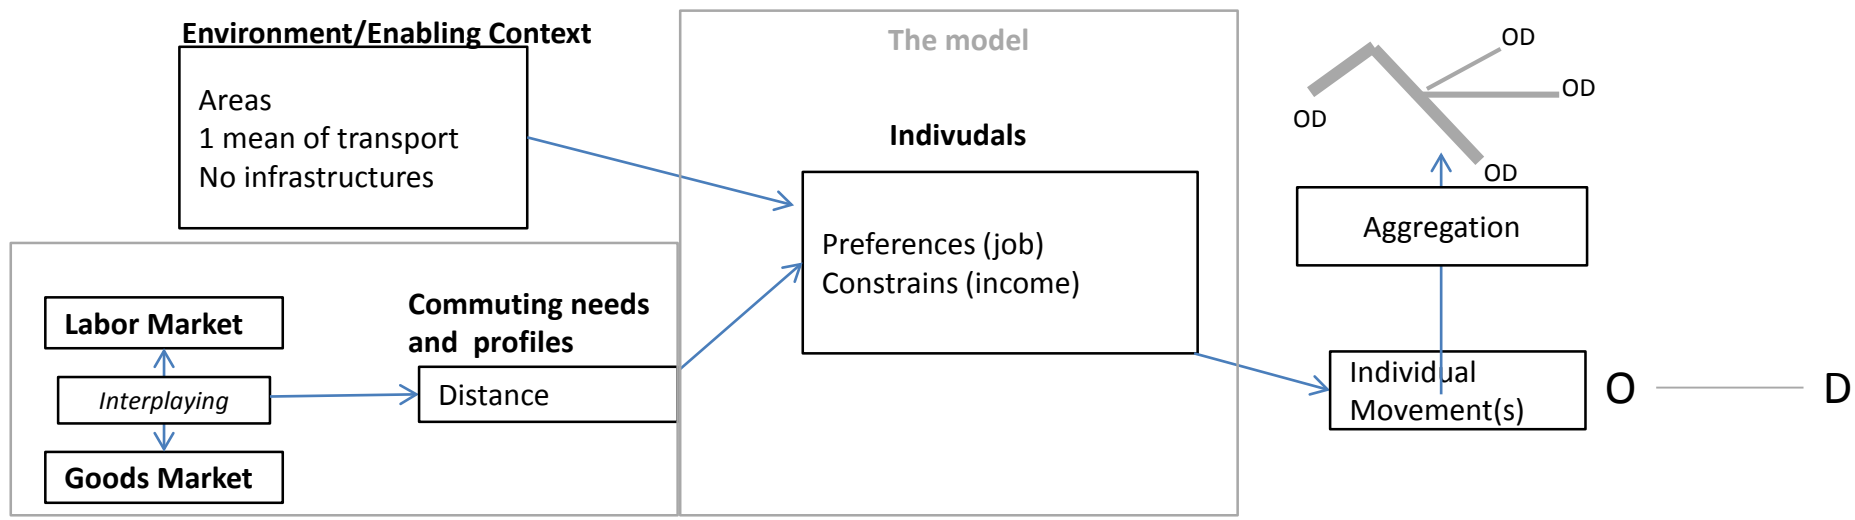 Environment/Enabling Context
Areas
1 mean of transport
No infrastructures
Labor Market
Interplaying
Goods Market
Commuting needs
and profiles
Distance
The model
Indivudals
Preferences (job)
Constrains (income)
OD
OD
OD
OD
Aggregation
Individual
Movement(s)
O
D